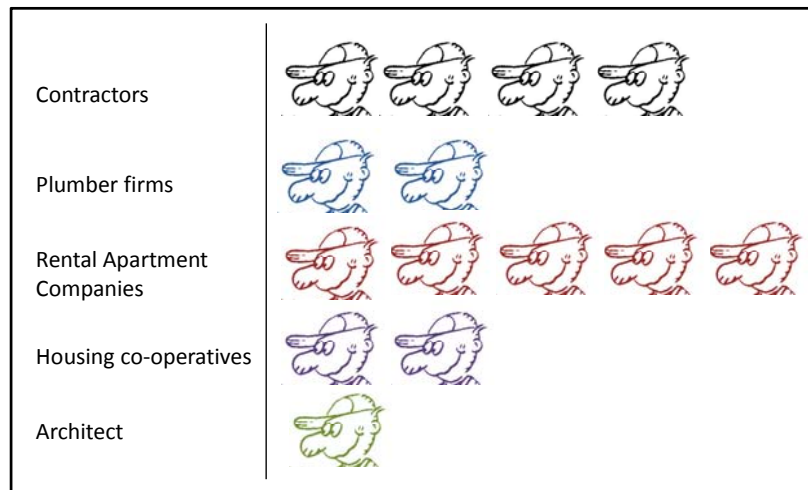 Contractors
Plumber firms
Rental Apartment
Companies
Housing co-operatives
Architect